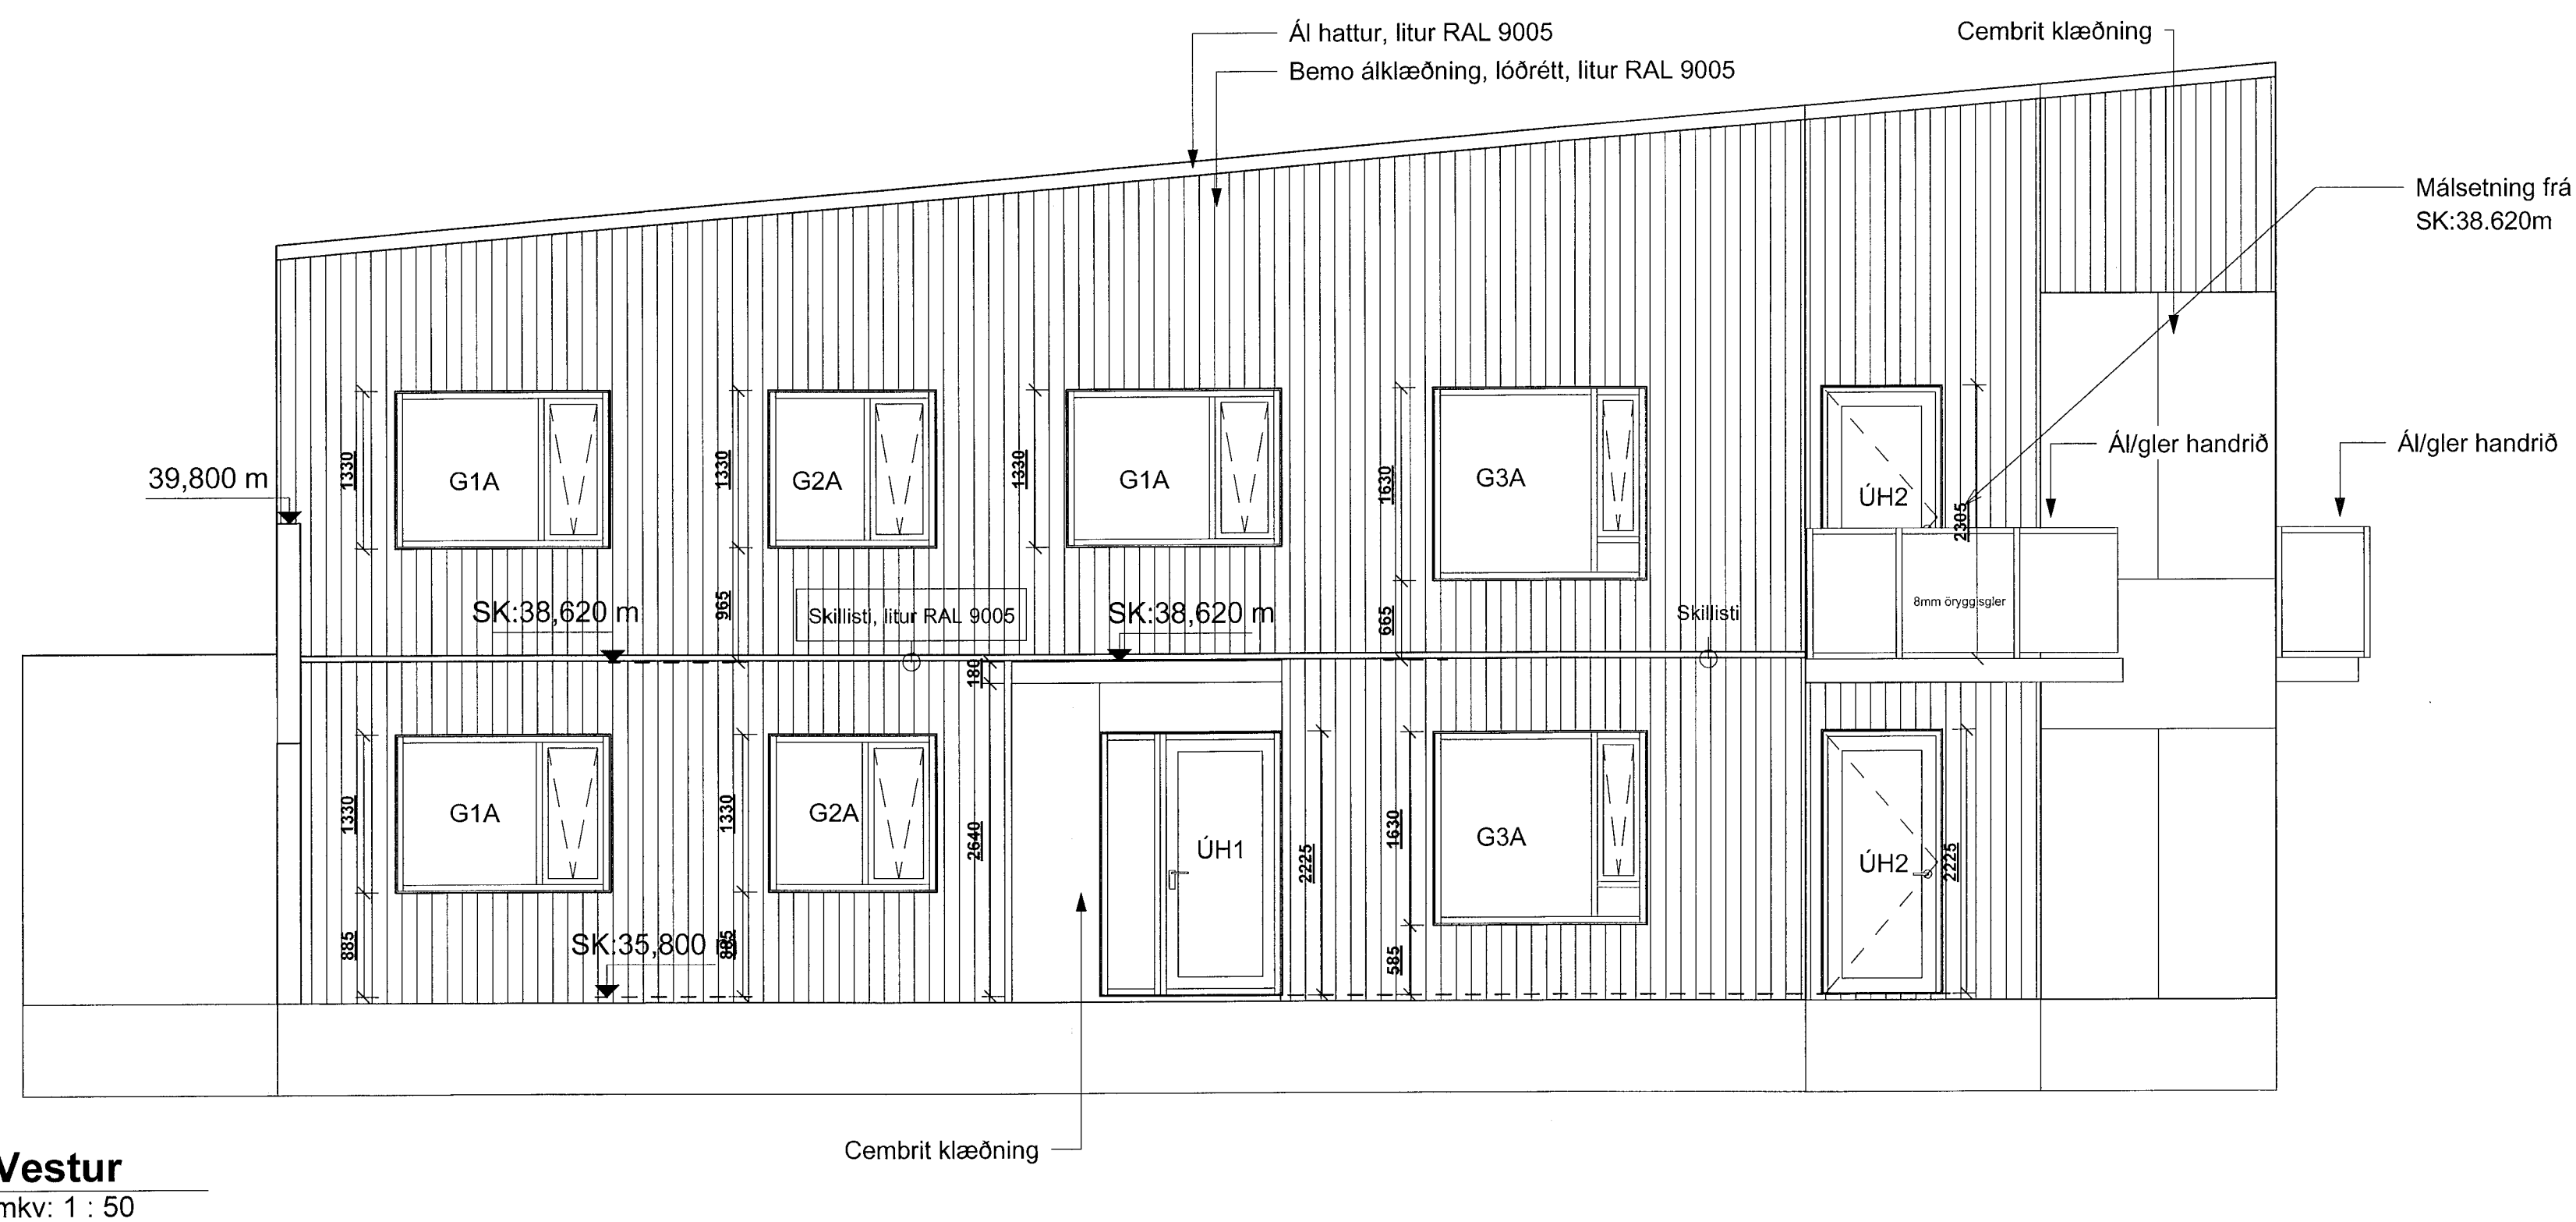 Ál hattur, litur RAL 9005
Cembrit klæðning
Bemo álklæðning, lóðrétt, litur RAL 9005
Málsetning frá
SK:38.620m
Ál/gler handrið
Ál/gler handrið
39,800 m
1330
G1A
1330
G2A
1330
G1A
1630
G3A
ÚH2
2305
SK:38,620 m
965
Skillisti, litur RAL 9005
SK:38,620 m
665
Skillisti
8mm öryggisgler
180
1330
G1A
1330
G2A
2640
ÚH1
2225
1630
G3A
ÚH2
2225
885
SK:35,800
885
585
Cembrit klæðning
Vestur
mkv: 1 : 50